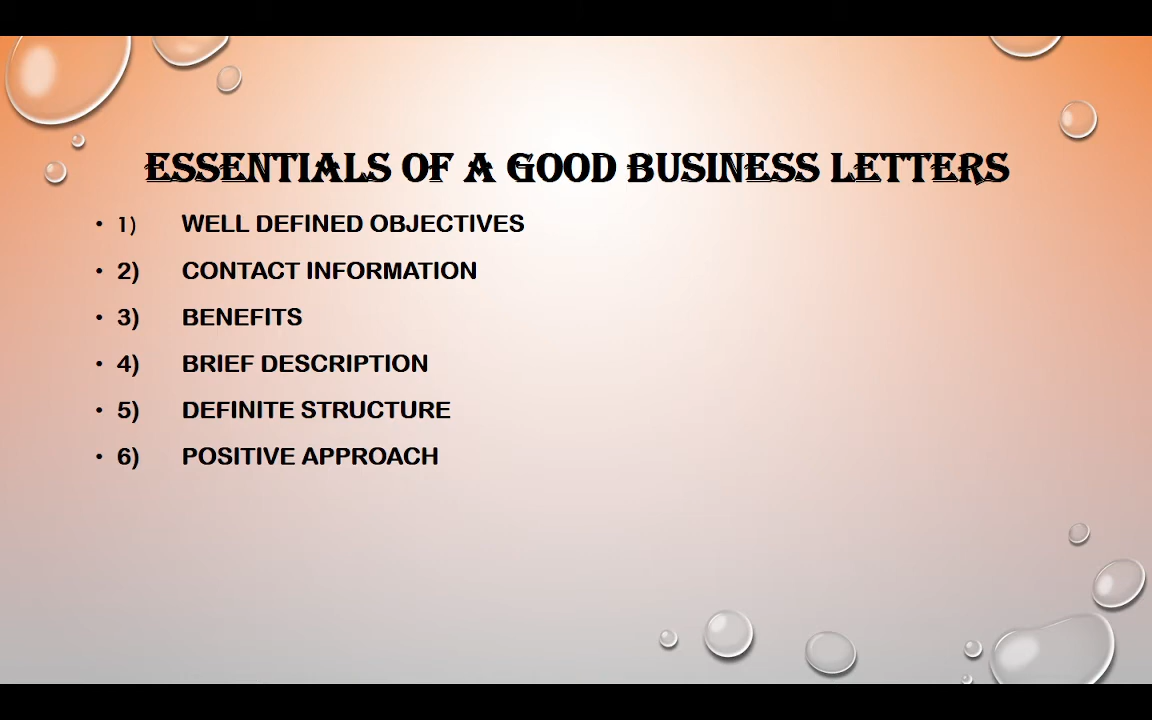 ESSENTIALS OF A GOOD BUSINESS LETTERS
• 1) WELL DEFINED OBJECTIVES
• 2) CONTACT INFORMATION
• 3) BENEFITS
• 4) BRIEF DESCRIPTION
• 5) DEFINITE STRUCTURE
• 6) POSITIVE APPROACH